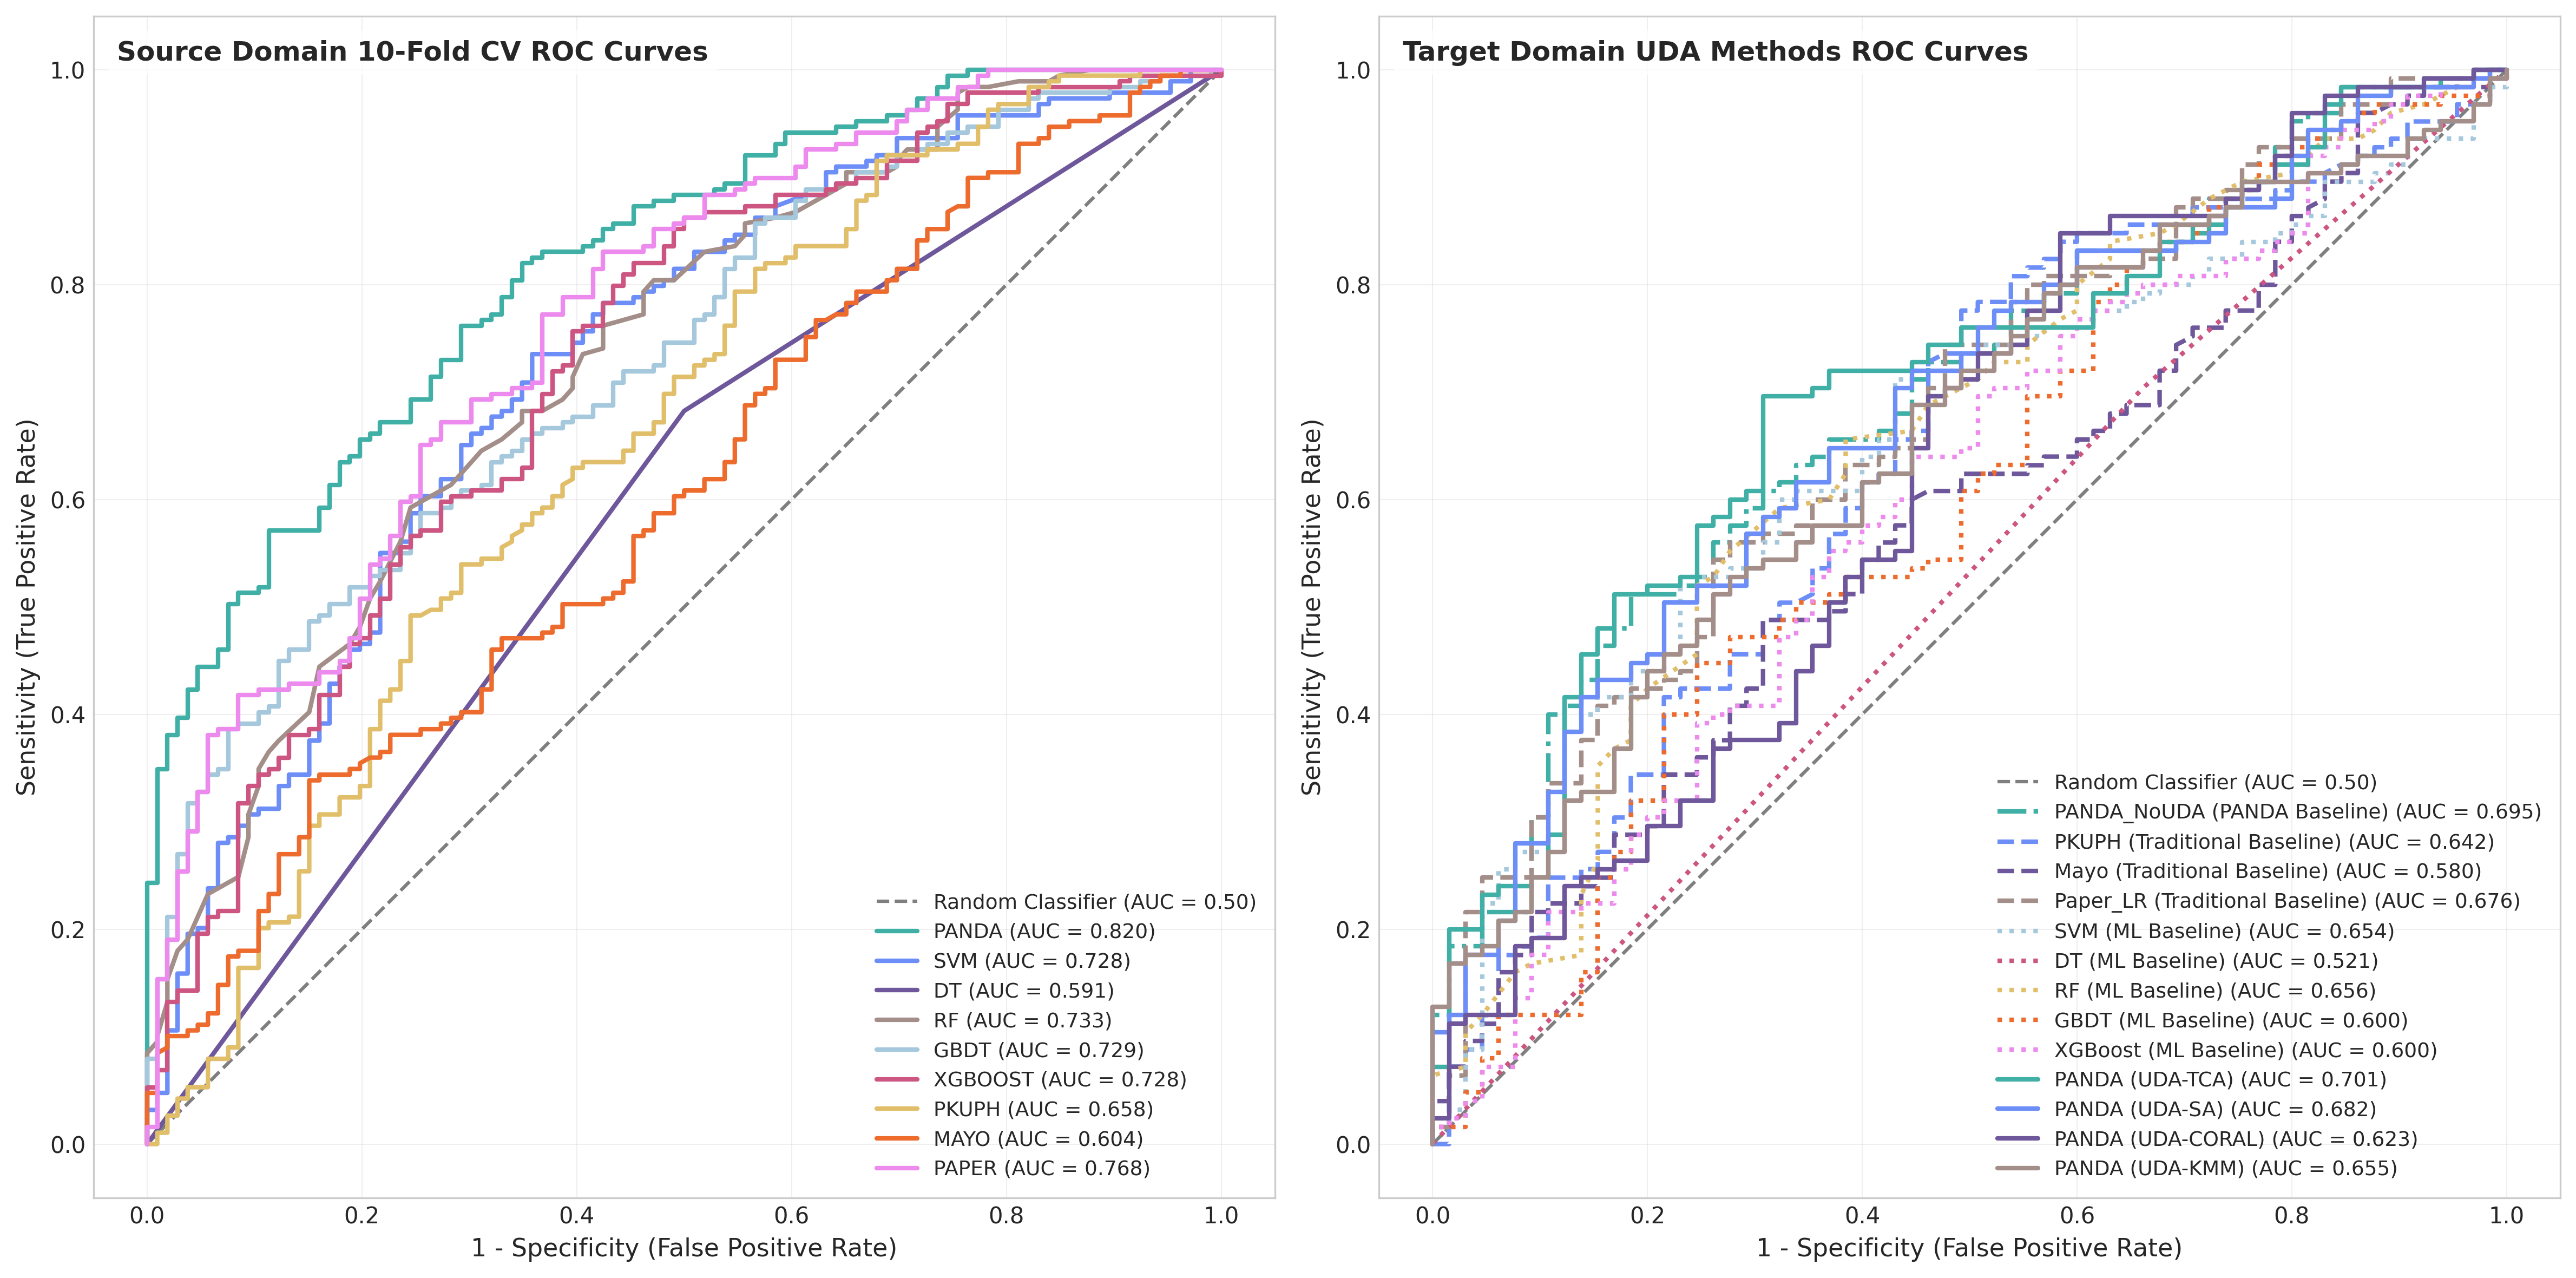 Source Domain 10-Fold CV ROC Curves
Sensitivity (True Positive Rate)
1.0
0.8
0.6
0.4
0.2
0.0
Random Classifier (AUC = 0.50)
PANDA (AUC = 0.820)
SVM (AUC = 0.728)
DT (AUC = 0.591)
RF (AUC = 0.733)
GBDT (AUC = 0.729)
XGBOOST (AUC = 0.728)
PKUPH (AUC = 0.658)
MAYO (AUC = 0.604)
PAPER (AUC = 0.768)
0.0 0.2 0.4 0.6 0.8 1.0
1 - Specificity (False Positive Rate)
Target Domain UDA Methods ROC Curves
Sensitivity (True Positive Rate)
1.0
0.8
0.6
0.4
0.2
0.0
Random Classifier (AUC = 0.50)
PANDA_NoUDA (PANDA Baseline) (AUC = 0.695)
PKUPH (Traditional Baseline) (AUC = 0.642)
Mayo (Traditional Baseline) (AUC = 0.580)
Paper_LR (Traditional Baseline) (AUC = 0.676)
SVM (ML Baseline) (AUC = 0.654)
DT (ML Baseline) (AUC = 0.521)
RF (ML Baseline) (AUC = 0.656)
GBDT (ML Baseline) (AUC = 0.600)
XGBoost (ML Baseline) (AUC = 0.600)
PANDA (UDA-TCA) (AUC = 0.701)
PANDA (UDA-SA) (AUC = 0.682)
PANDA (UDA-CORAL) (AUC = 0.623)
PANDA (UDA-KMM) (AUC = 0.655)
0.0 0.2 0.4 0.6 0.8 1.0
1 - Specificity (False Positive Rate)